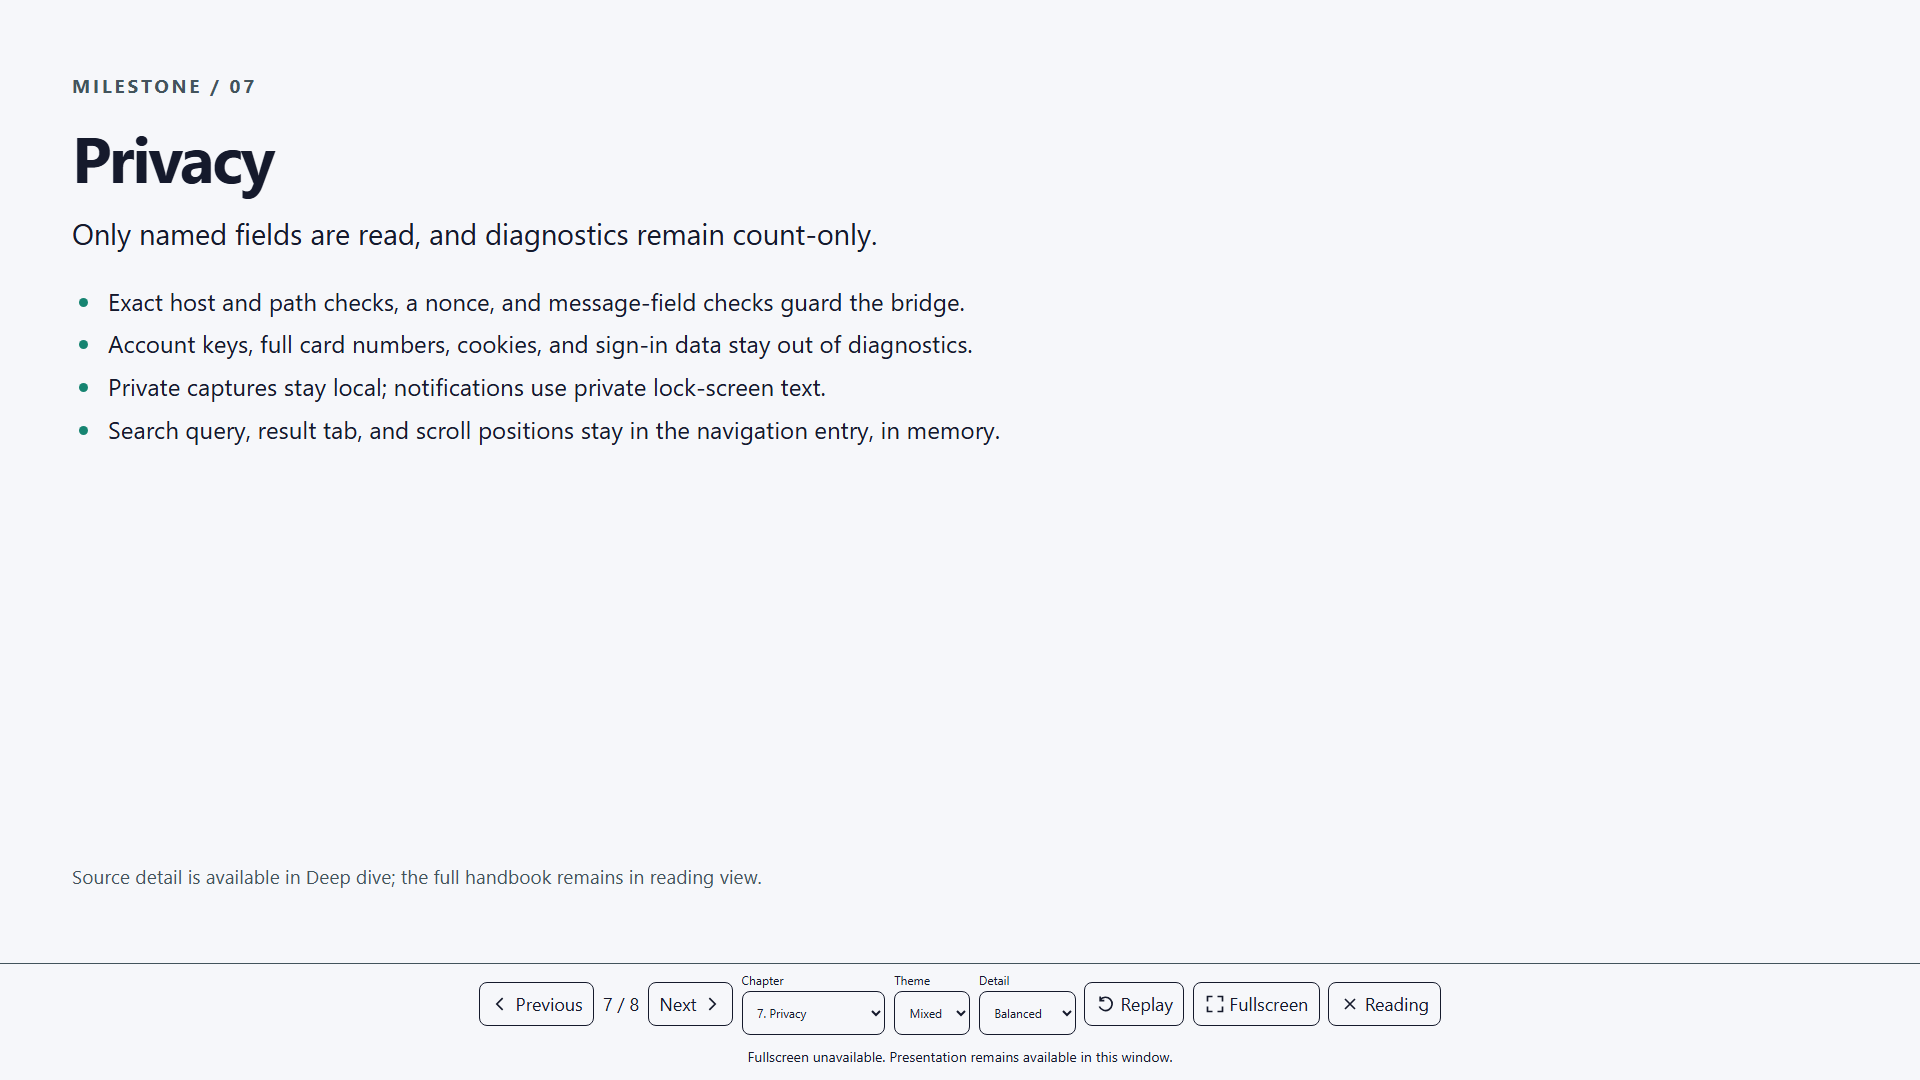 MILESTONE / 07
Privacy
Only named fields are read, and diagnostics remain count-only.
Exact host and path checks, a nonce, and message-field checks guard the bridge.
Account keys, full card numbers, cookies, and sign-in data stay out of diagnostics.
Private captures stay local; notifications use private lock-screen text.
Search query, result tab, and scroll positions stay in the navigation entry, in memory.
Source detail is available in Deep dive; the full handbook remains in reading view.
Chapter Theme Detail
Previous 7 / 8 Next 7. Privacy Mixed Balanced Replay Fullscreen Reading
Fullscreen unavailable. Presentation remains available in this window.